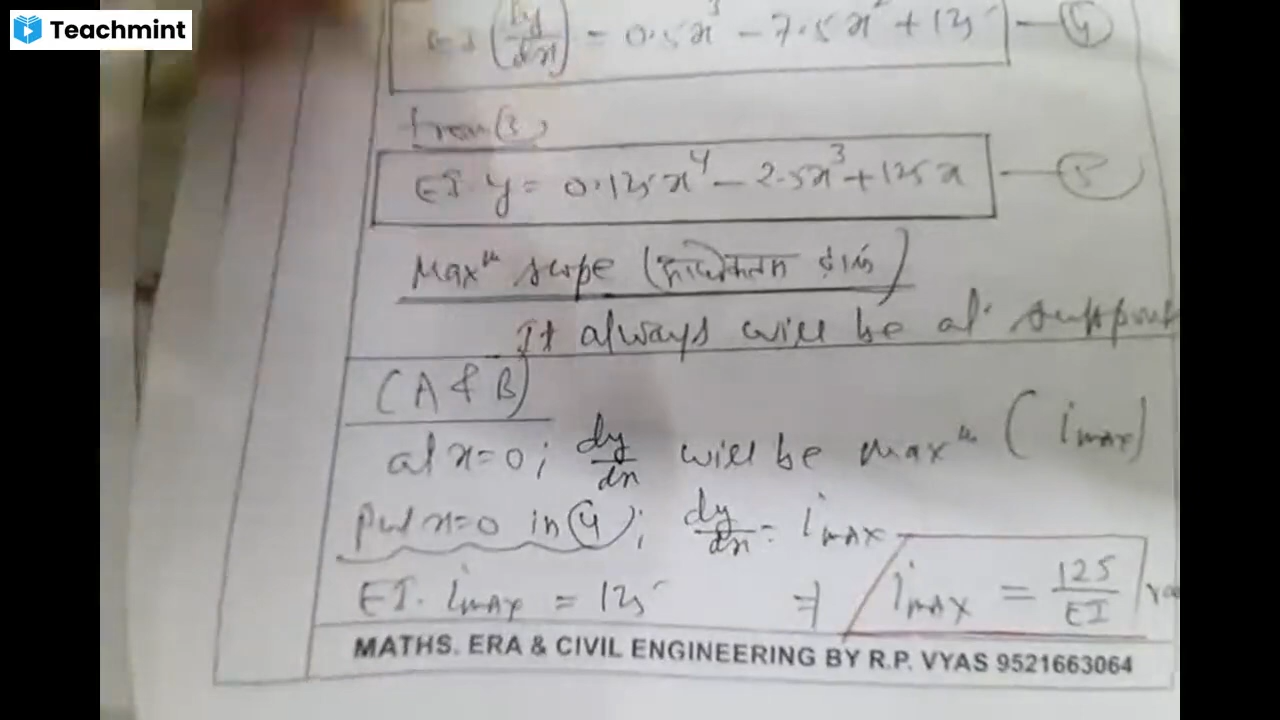 Teachmint
EI (dy/dx) = 0.5x³ - 7.5x² + 125 — (4)
from (3)
EI. y = 0.125x⁴ - 2.5x³ + 125x — (5)
Maxᵐ slope (अधिकतम ढाल)
It always will be at support
(A & B)
at x=0; dy/dx will be maxᵐ (imax)
put x=0 in (4); dy/dx = imax
EI. imax = 125 ⇒ imax = 125/EI
MATHS. ERA & CIVIL ENGINEERING BY R.P. VYAS 9521663064